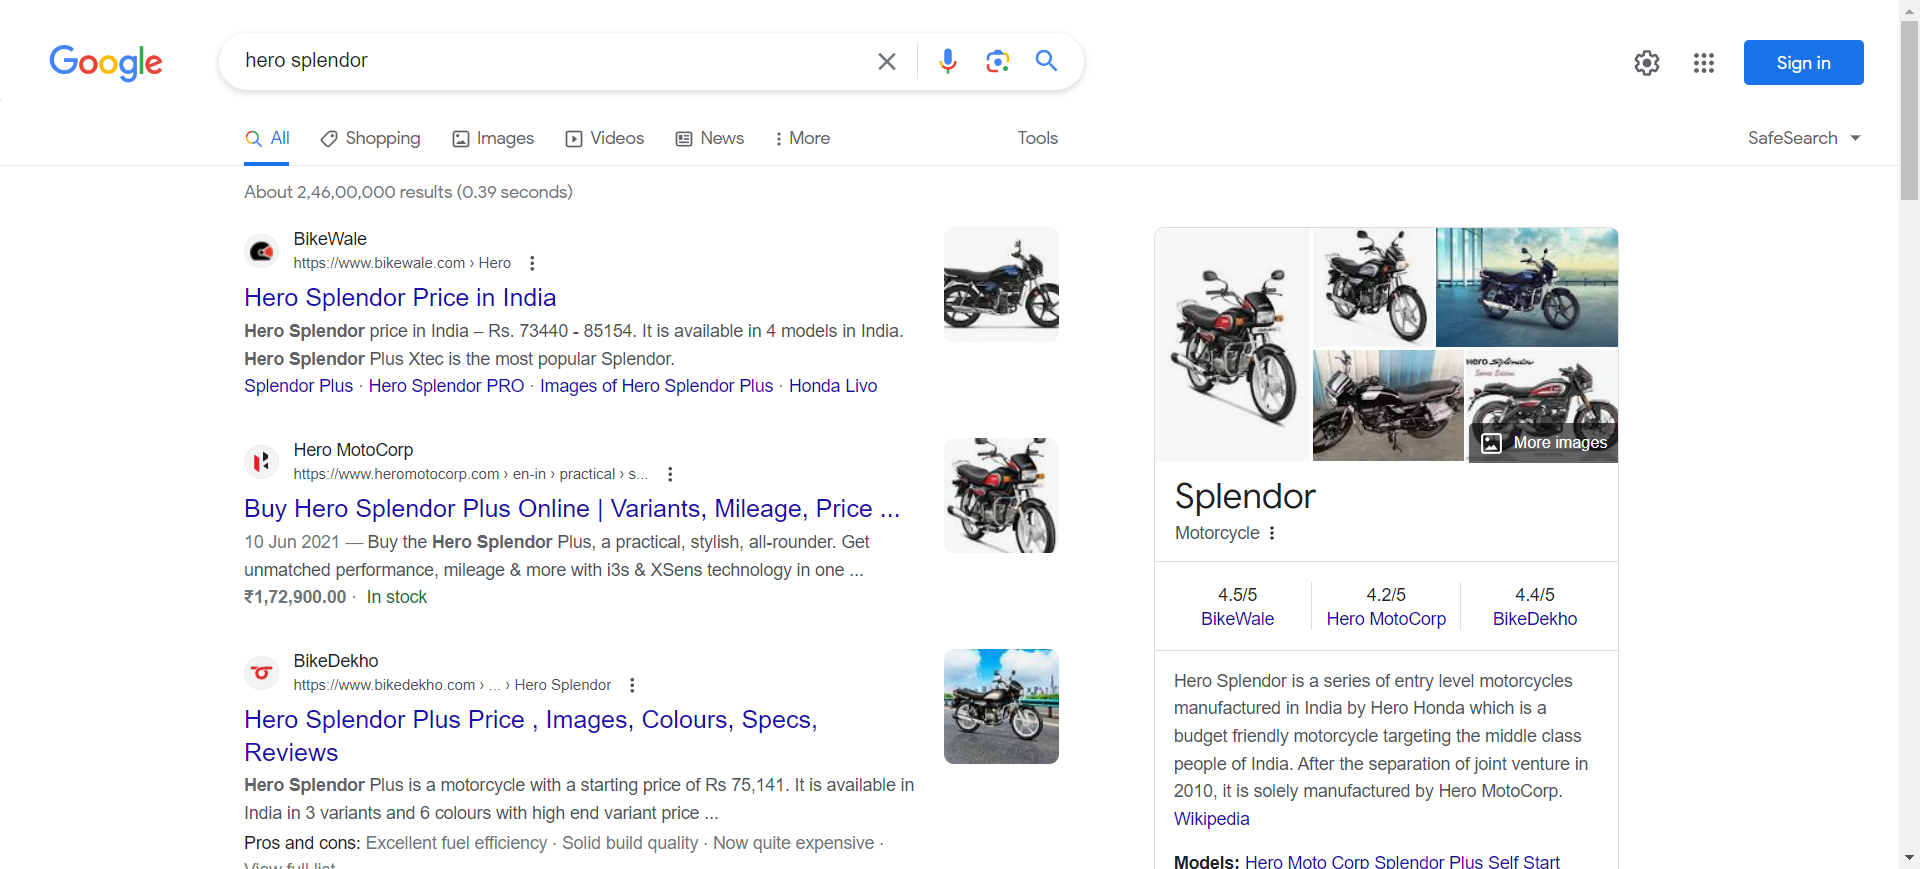 Google
hero splendor
Sign in
All
Shopping
Images
Videos
News
More
Tools
SafeSearch
About 2,46,00,000 results (0.39 seconds)
BikeWale
https://www.bikewale.com › Hero
Hero Splendor Price in India
Hero Splendor price in India – Rs. 73440 - 85154. It is available in 4 models in India.
Hero Splendor Plus Xtec is the most popular Splendor.
Splendor Plus · Hero Splendor PRO · Images of Hero Splendor Plus · Honda Livo
Hero MotoCorp
https://www.heromotocorp.com › en-in › practical › s...
Buy Hero Splendor Plus Online | Variants, Mileage, Price ...
10 Jun 2021 — Buy the Hero Splendor Plus, a practical, stylish, all-rounder. Get
unmatched performance, mileage & more with i3s & XSens technology in one ...
₹1,72,900.00 · In stock
BikeDekho
https://www.bikedekho.com › ... › Hero Splendor
Hero Splendor Plus Price , Images, Colours, Specs,
Reviews
Hero Splendor Plus is a motorcycle with a starting price of Rs 75,141. It is available in
India in 3 variants and 6 colours with high end variant price ...
Pros and cons: Excellent fuel efficiency · Solid build quality · Now quite expensive ·
View full list
Hero Splendor
Sports Edition
More images
Splendor
Motorcycle
4.5/5
BikeWale
4.2/5
Hero MotoCorp
4.4/5
BikeDekho
Hero Splendor is a series of entry level motorcycles
manufactured in India by Hero Honda which is a
budget friendly motorcycle targeting the middle class
people of India. After the separation of joint venture in
2010, it is solely manufactured by Hero MotoCorp.
Wikipedia
Models: Hero Moto Corp Splendor Plus Self Start